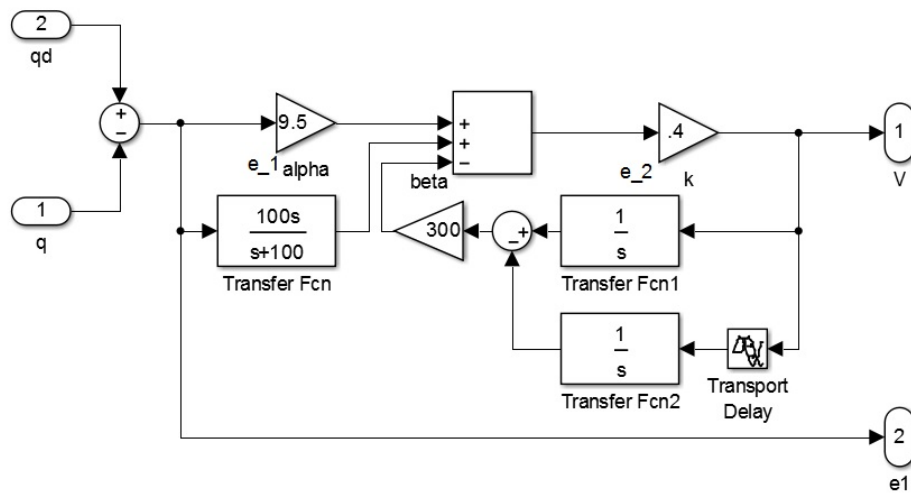 2
qd
+
−
9.5
e_1
alpha
+
+
−
beta
.4
e_2
k
1
V
1
q
100s
s+100
Transfer Fcn
300
−
+
1
s
Transfer Fcn1
1
s
Transfer Fcn2
Transport
Delay
2
e1